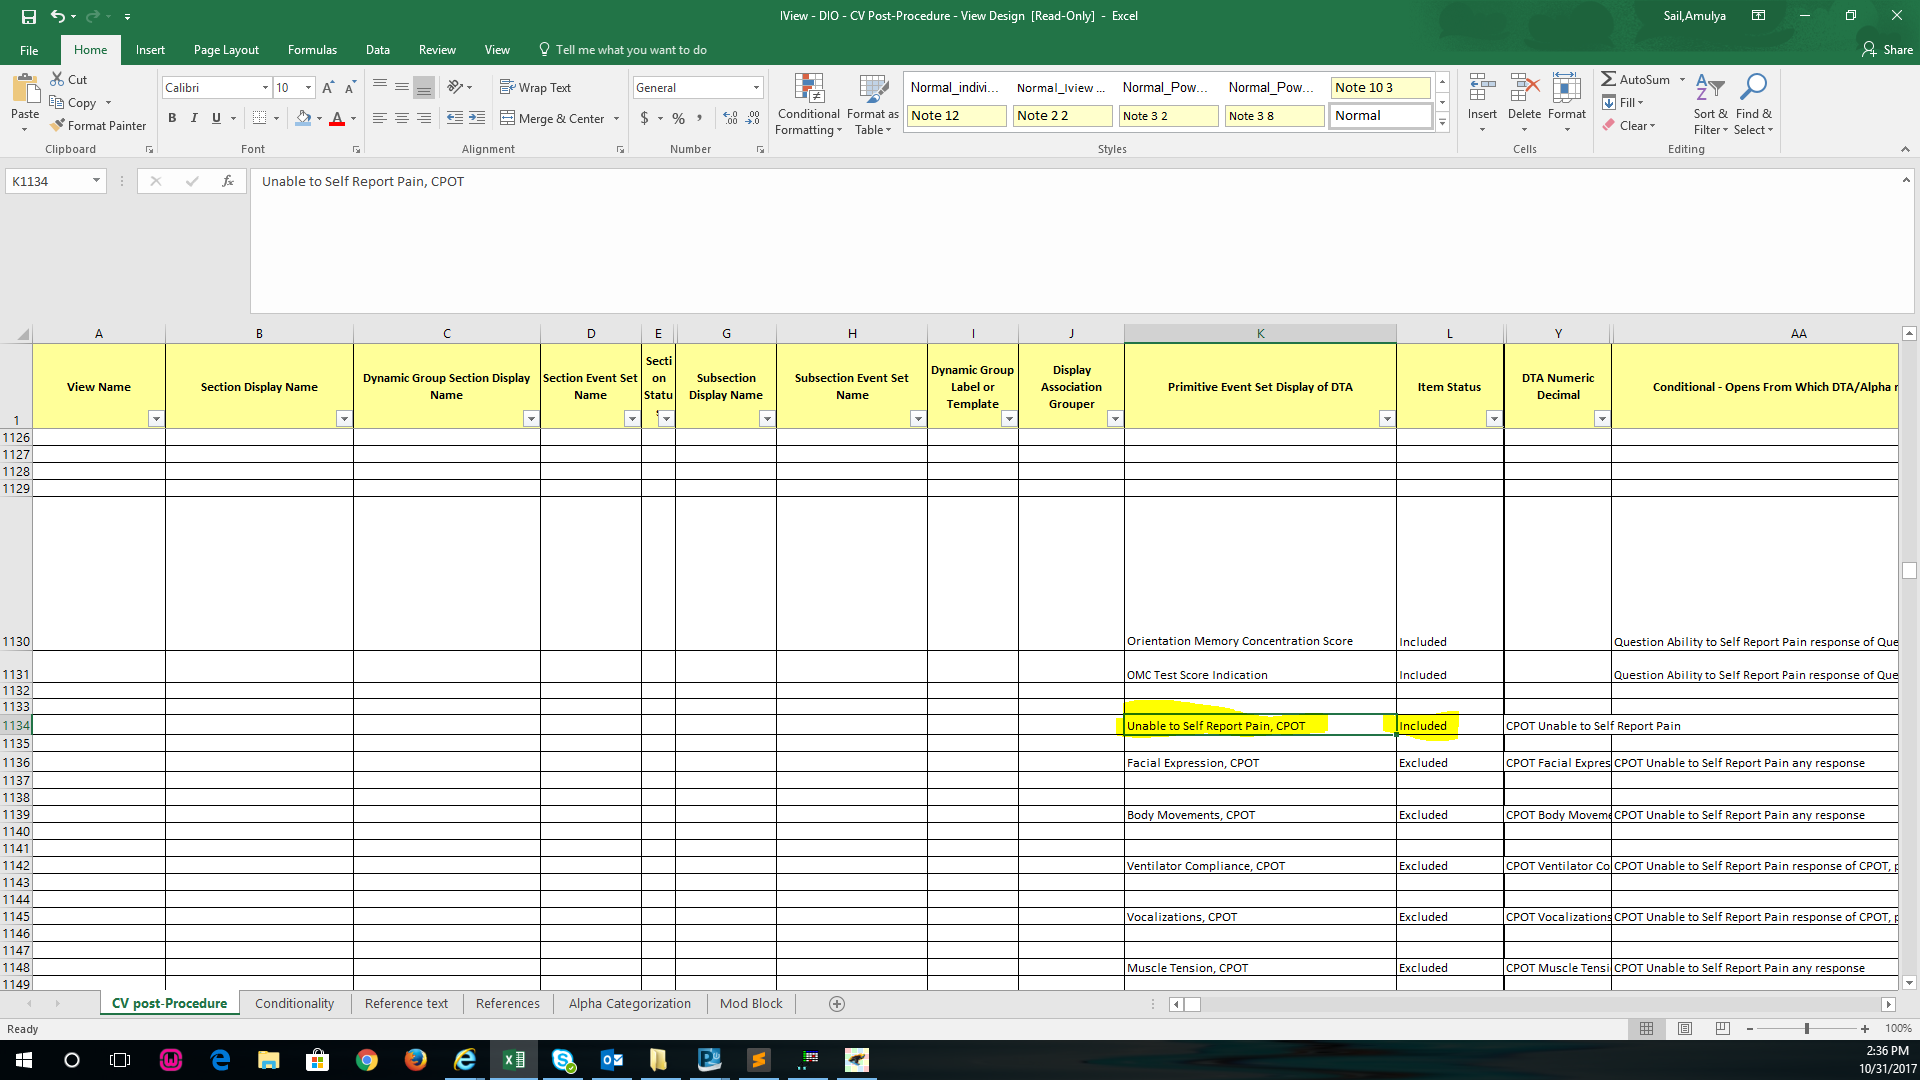 IView - DIO - CV Post-Procedure - View Design [Read-Only] - Excel
Sail,Amulya
File Home Insert Page Layout Formulas Data Review View Tell me what you want to do Share
Paste
Cut
Copy
Format Painter
Clipboard
Calibri 10
B I U
Font
Wrap Text
Merge & Center
Alignment
General
$ % ,
Number
Conditional Formatting
Format as Table
Normal_indivi... Normal_Iview ... Normal_Pow... Normal_Pow... Note 10 3
Note 12 Note 2 2 Note 3 2 Note 3 8 Normal
Styles
Insert Delete Format
Cells
AutoSum
Fill
Clear
Sort & Filter
Find & Select
Editing
K1134 fx Unable to Self Report Pain, CPOT
A B C D E G H I J K L Y AA
1 View Name Section Display Name Dynamic Group Section Display Name Section Event Set Name Secti on Statu Subsection Display Name Subsection Event Set Name Dynamic Group Label or Template Display Association Grouper Primitive Event Set Display of DTA Item Status DTA Numeric Decimal Conditional - Opens From Which DTA/Alpha r
1126
1127
1128
1129
1130 Orientation Memory Concentration Score Included Question Ability to Self Report Pain response of Que
1131 OMC Test Score Indication Included Question Ability to Self Report Pain response of Que
1132
1133
1134 Unable to Self Report Pain, CPOT Included CPOT Unable to Self Report Pain
1135
1136 Facial Expression, CPOT Excluded CPOT Facial Expres CPOT Unable to Self Report Pain any response
1137
1138
1139 Body Movements, CPOT Excluded CPOT Body Moveme CPOT Unable to Self Report Pain any response
1140
1141
1142 Ventilator Compliance, CPOT Excluded CPOT Ventilator Co CPOT Unable to Self Report Pain response of CPOT, p
1143
1144
1145 Vocalizations, CPOT Excluded CPOT Vocalizations CPOT Unable to Self Report Pain response of CPOT, p
1146
1147
1148 Muscle Tension, CPOT Excluded CPOT Muscle Tensi CPOT Unable to Self Report Pain any response
1149
CV post-Procedure Conditionality Reference text References Alpha Categorization Mod Block
Ready 100%
2:36 PM
10/31/2017